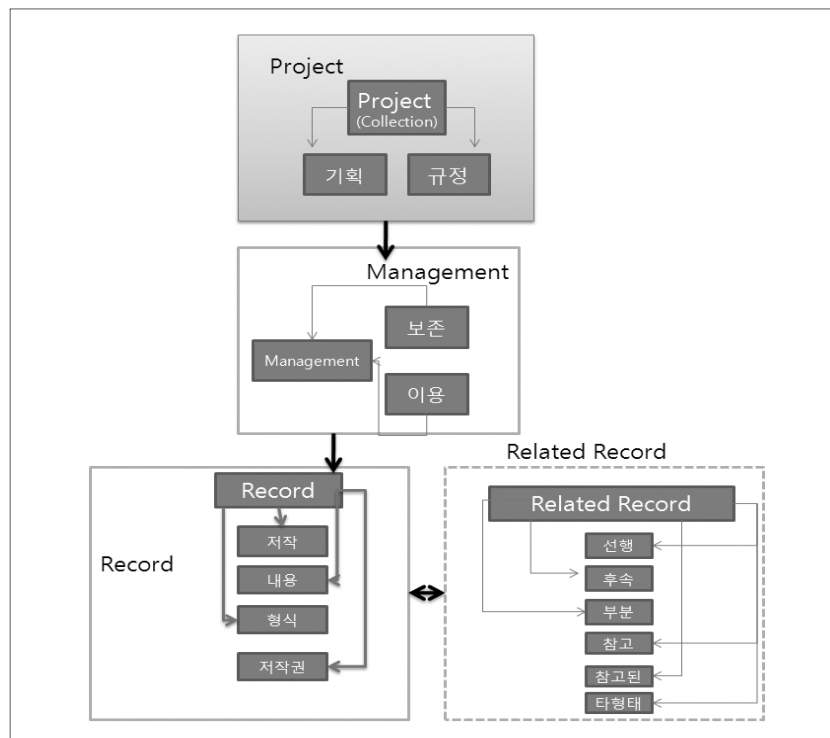 Project
Project
(Collection)
기획
규정
Management
보존
Management
이용
Related Record
Record
Related Record
저작
선행
Record
내용
후속
형식
부분
참고
저작권
참고된
타형태